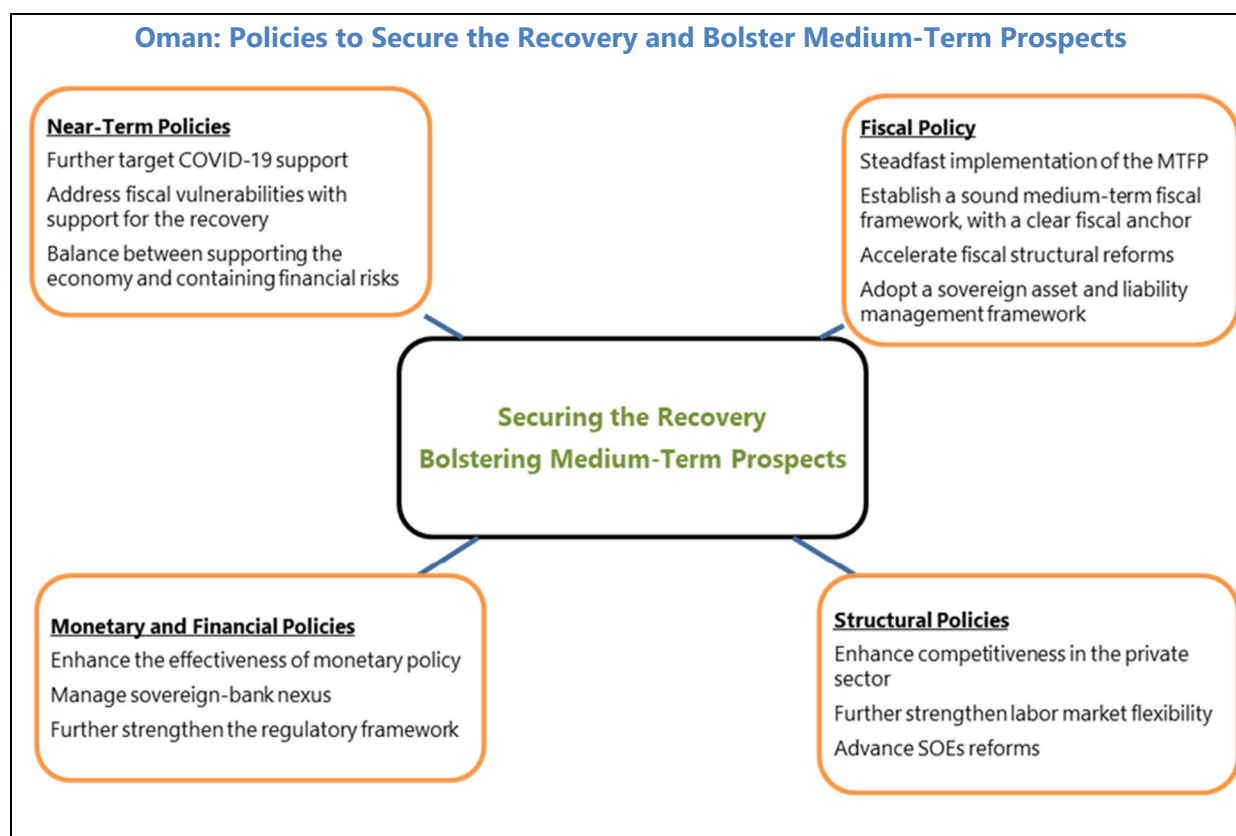 Oman: Policies to Secure the Recovery and Bolster Medium-Term Prospects
Near-Term Policies
Further target COVID-19 support
Address fiscal vulnerabilities with
support for the recovery
Balance between supporting the
economy and containing financial risks
Fiscal Policy
Steadfast implementation of the MTFP
Establish a sound medium-term fiscal
framework, with a clear fiscal anchor
Accelerate fiscal structural reforms
Adopt a sovereign asset and liability
management framework
Securing the Recovery
Bolstering Medium-Term Prospects
Monetary and Financial Policies
Enhance the effectiveness of monetary policy
Manage sovereign-bank nexus
Further strengthen the regulatory framework
Structural Policies
Enhance competitiveness in the private
sector
Further strengthen labor market flexibility
Advance SOEs reforms